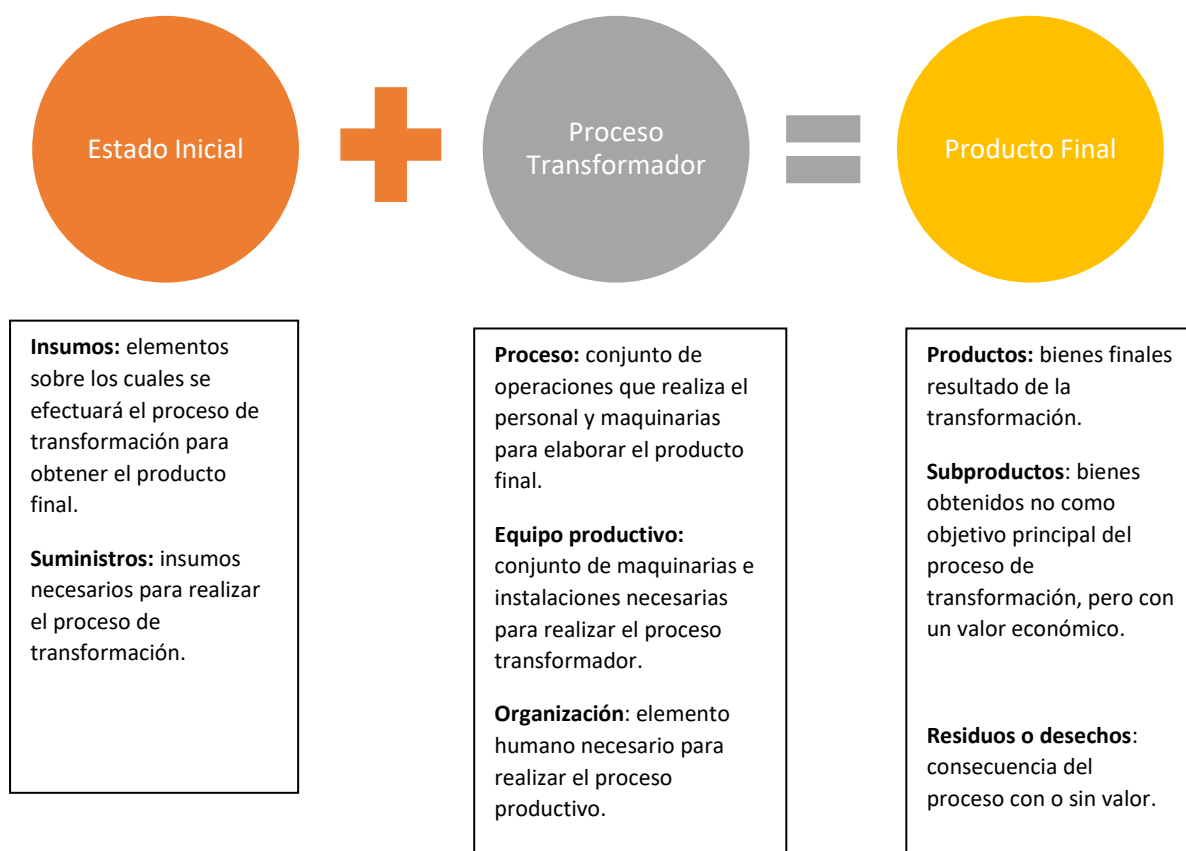 Estado Inicial
Proceso
Transformador
Producto Final
Insumos: elementos
sobre los cuales se
efectuará el proceso de
transformación para
obtener el producto
final.
Suministros: insumos
necesarios para realizar
el proceso de
transformación.
Proceso: conjunto de
operaciones que realiza el
personal y maquinarias
para elaborar el producto
final.
Equipo productivo:
conjunto de maquinarias e
instalaciones necesarias
para realizar el proceso
transformador.
Organización: elemento
humano necesario para
realizar el proceso
productivo.
Productos: bienes finales
resultado de la
transformación.
Subproductos: bienes
obtenidos no como
objetivo principal del
proceso de
transformación, pero con
un valor económico.
Residuos o desechos:
consecuencia del
proceso con o sin valor.